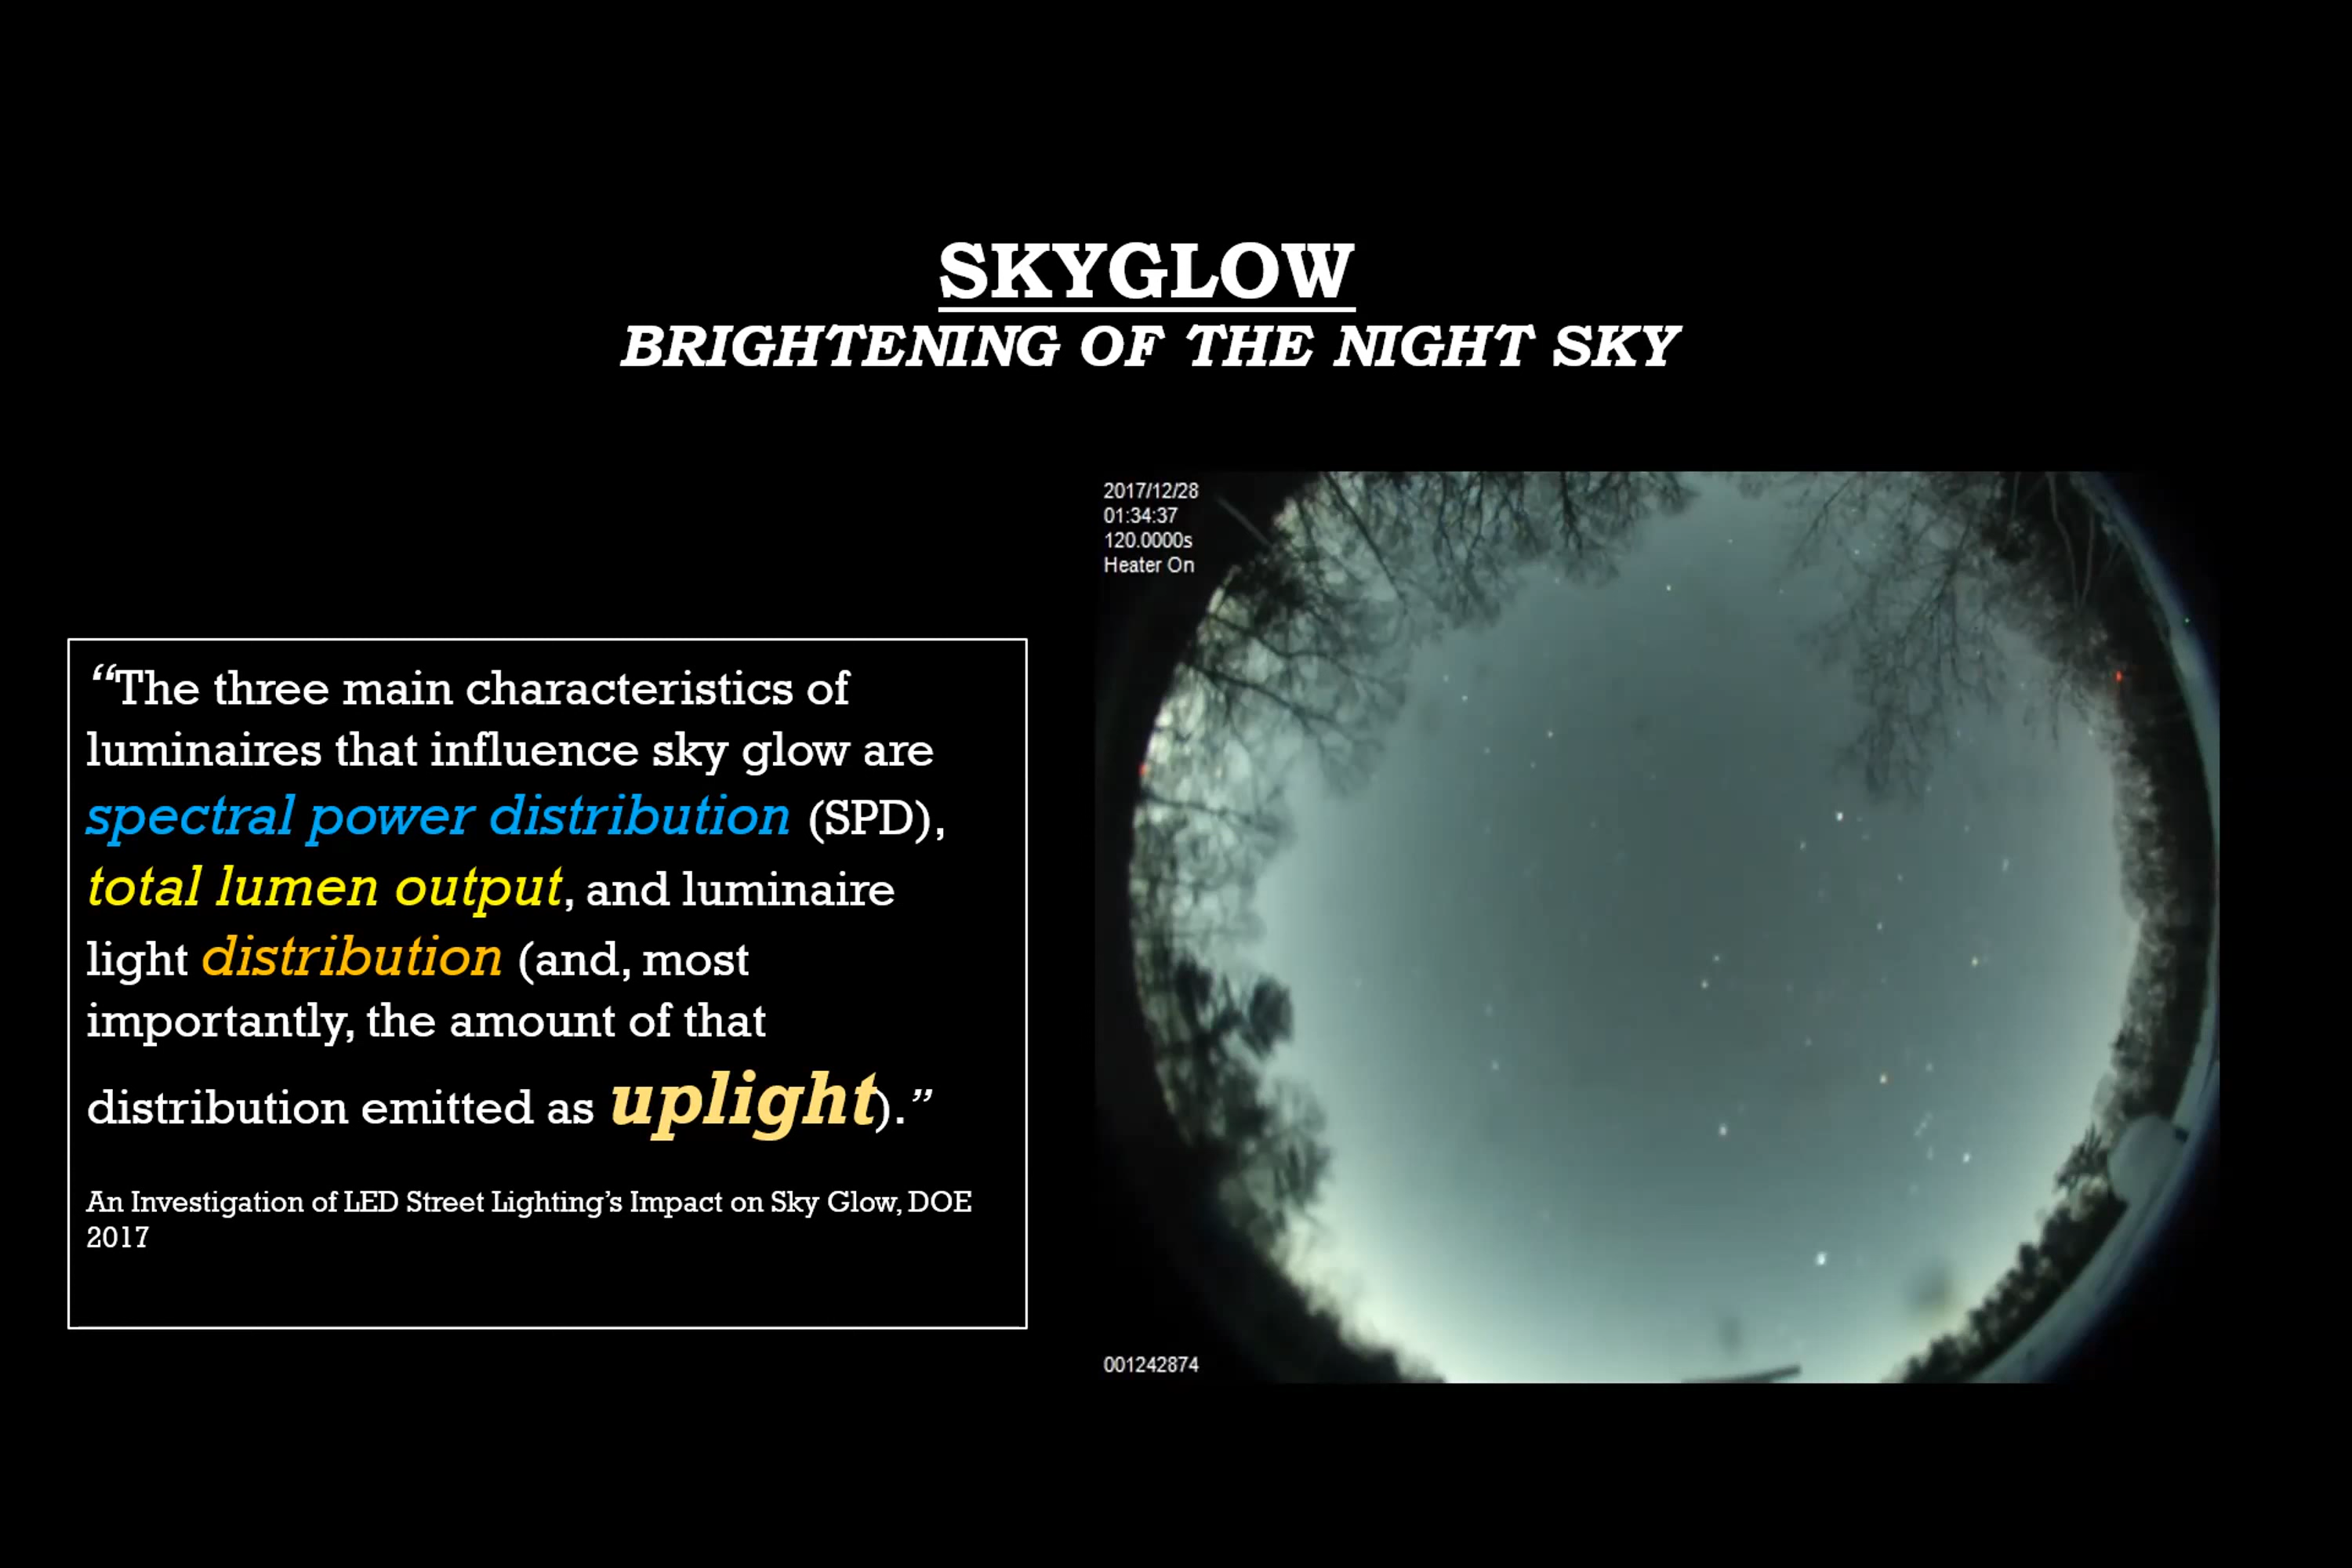 SKYGLOW
BRIGHTENING OF THE NIGHT SKY
“The three main characteristics of
luminaires that influence sky glow are
spectral power distribution (SPD),
total lumen output, and luminaire
light distribution (and, most
importantly, the amount of that
distribution emitted as uplight).”
An Investigation of LED Street Lighting’s Impact on Sky Glow, DOE
2017
2017/12/28
01:34:37
120.0000s
Heater On
001242874